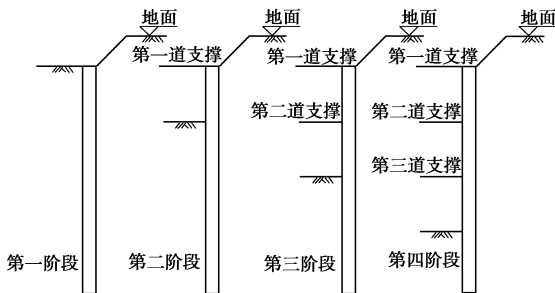 地面
地面
地面
地面
第一道支撑
第一道支撑
第一道支撑
第二道支撑
第二道支撑
第三道支撑
第一阶段
第二阶段
第三阶段
第四阶段